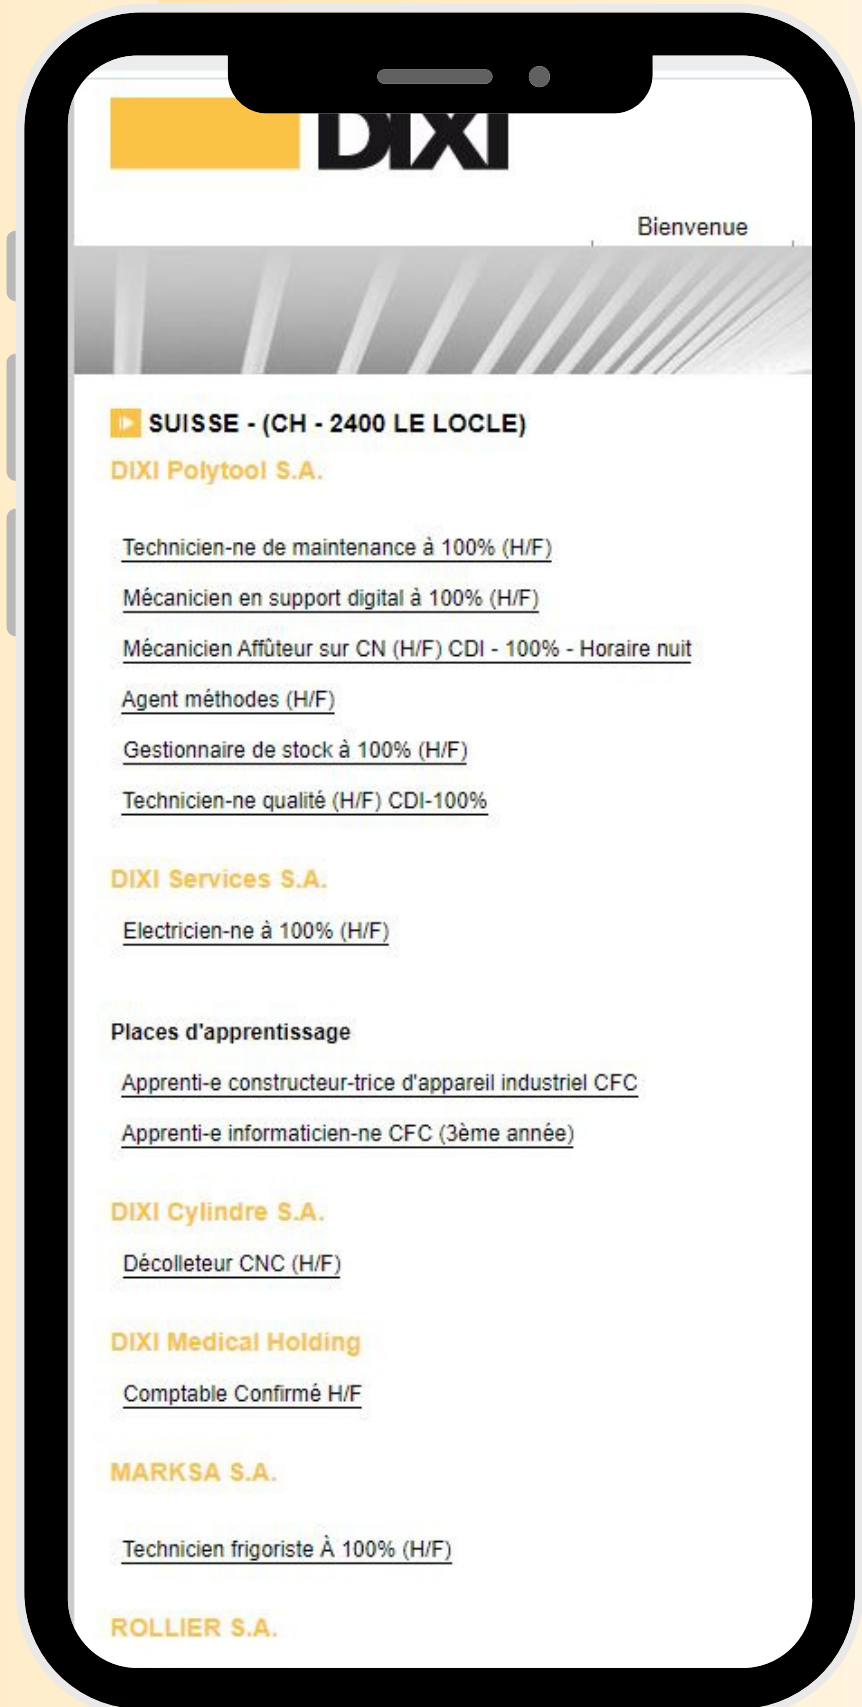 DIXI
Bienvenue
SUISSE - (CH - 2400 LE LOCLE)
DIXI Polytool S.A.
Technicien-ne de maintenance à 100% (H/F)
Mécanicien en support digital à 100% (H/F)
Mécanicien Affûteur sur CN (H/F) CDI - 100% - Horaire nuit
Agent méthodes (H/F)
Gestionnaire de stock à 100% (H/F)
Technicien-ne qualité (H/F) CDI-100%
DIXI Services S.A.
Electricien-ne à 100% (H/F)
Places d'apprentissage
Apprenti-e constructeur-trice d'appareil industriel CFC
Apprenti-e informaticien-ne CFC (3ème année)
DIXI Cylindre S.A.
Décolleteur CNC (H/F)
DIXI Medical Holding
Comptable Confirmé H/F
MARKSA S.A.
Technicien frigoriste À 100% (H/F)
ROLLIER S.A.